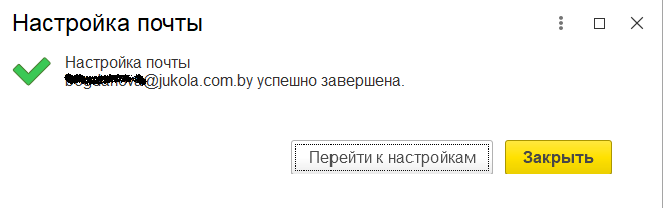 Настройка почты
Настройка почты
@jukola.com.by успешно завершена.
Перейти к настройкам
Закрыть